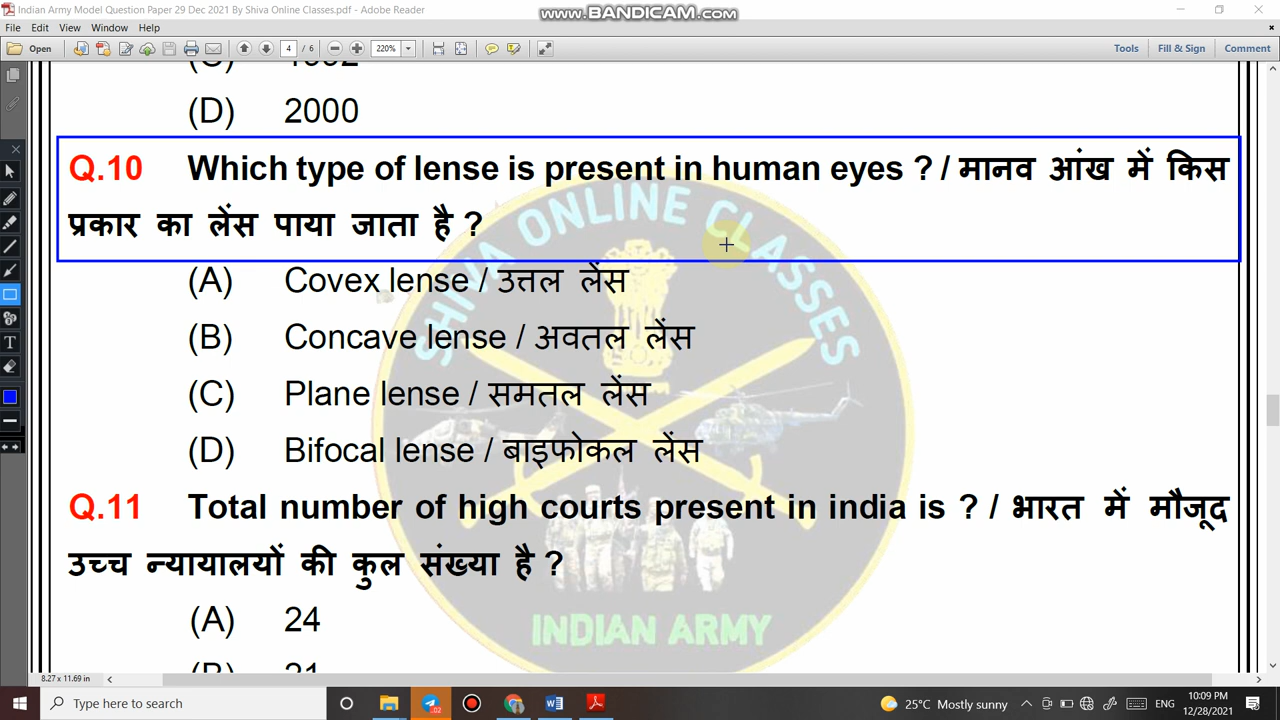 Indian Army Model Question Paper 29 Dec 2021 By Shiva Online Classes.pdf - Adobe Reader
www.BANDICAM.com
File Edit View Window Help
Open 4 / 6 220% Tools Fill & Sign Comment
(D) 2000
Q.10 Which type of lense is present in human eyes ? / मानव आंख में किस
प्रकार का लेंस पाया जाता है ?
(A) Covex lense / उत्तल लेंस
(B) Concave lense / अवतल लेंस
(C) Plane lense / समतल लेंस
(D) Bifocal lense / बाइफोकल लेंस
Q.11 Total number of high courts present in india is ? / भारत में मौजूद
उच्च न्यायालयों की कुल संख्या है ?
(A) 24
SHIVA ONLINE CLASSES
INDIAN ARMY
8.27 x 11.69 in
Type here to search
25°C Mostly sunny ENG 10:09 PM
12/28/2021